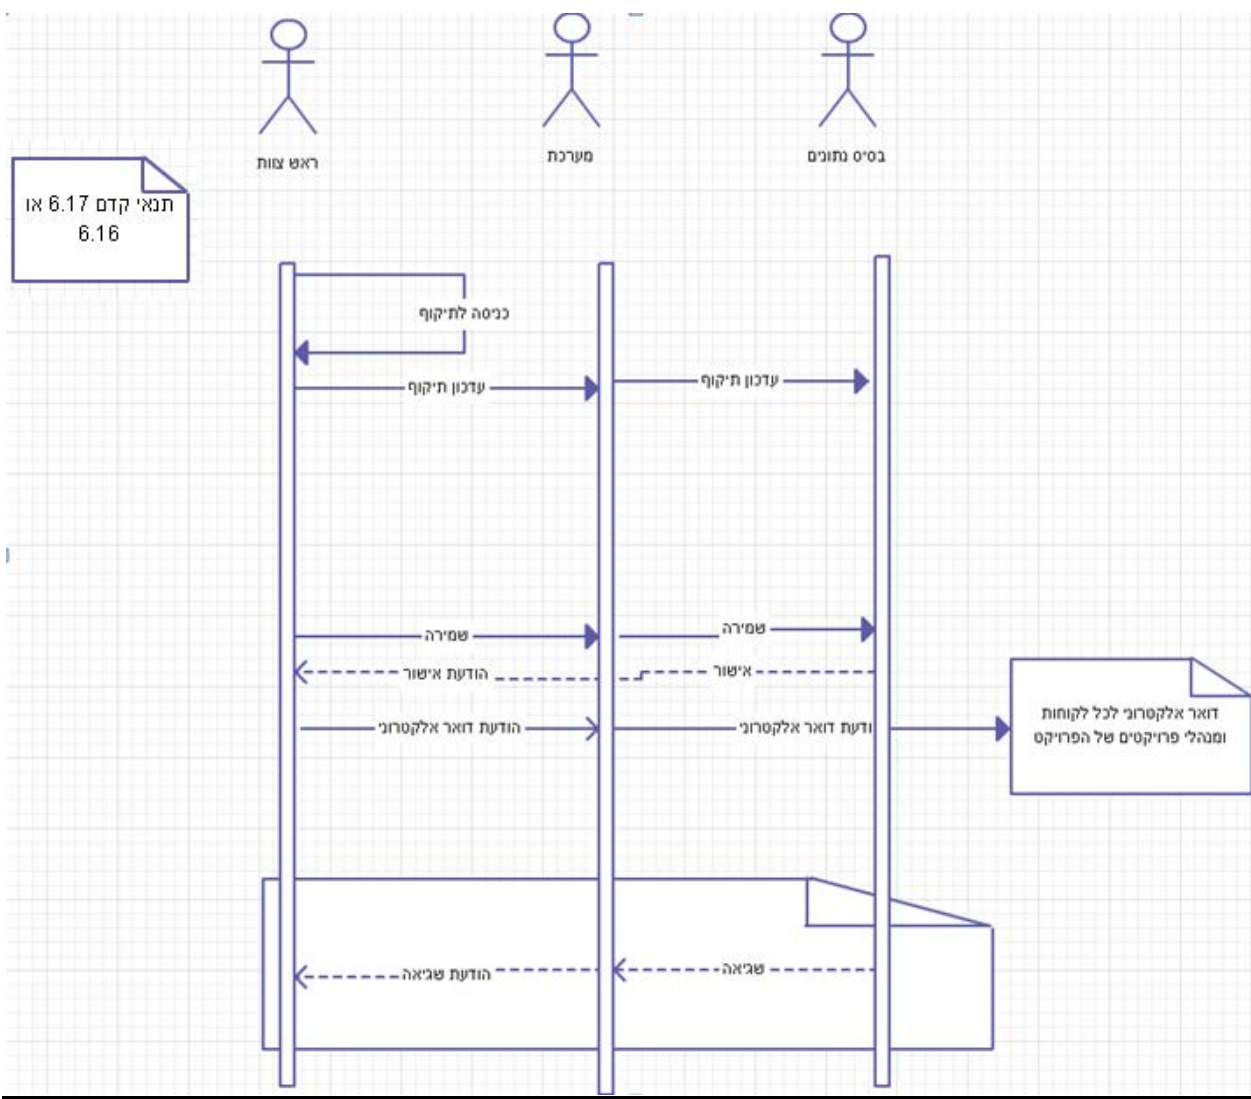 ראש צוות
מערכת
בסיס נתונים
תנאי קדם 6.17 או
6.16
כניסה לתיקוף
עדכון תיקוף
עדכון תיקוף
שמירה
שמירה
הודעת אישור
אישור
הודעת דואר אלקטרוני
ודעת דואר אלקטרוני
דואר אלקטרוני לכל לקוחות
ומנהלי פרויקטים של הפרויקט
הודעת שגיאה
שגיאה